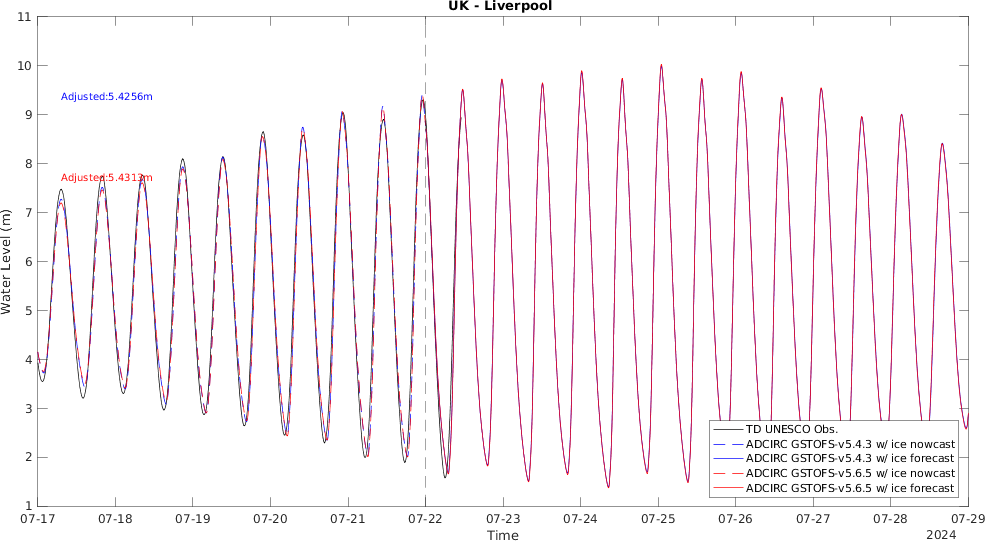 UK - Liverpool
11
10
9
8
7
6
5
4
3
2
1
Water Level (m)
Adjusted:5.4256m
Adjusted:5.4313m
TD UNESCO Obs.
ADCIRC GSTOFS-v5.4.3 w/ ice nowcast
ADCIRC GSTOFS-v5.4.3 w/ ice forecast
ADCIRC GSTOFS-v5.6.5 w/ ice nowcast
ADCIRC GSTOFS-v5.6.5 w/ ice forecast
07-17 07-18 07-19 07-20 07-21 07-22 07-23 07-24 07-25 07-26 07-27 07-28 07-29
Time
2024